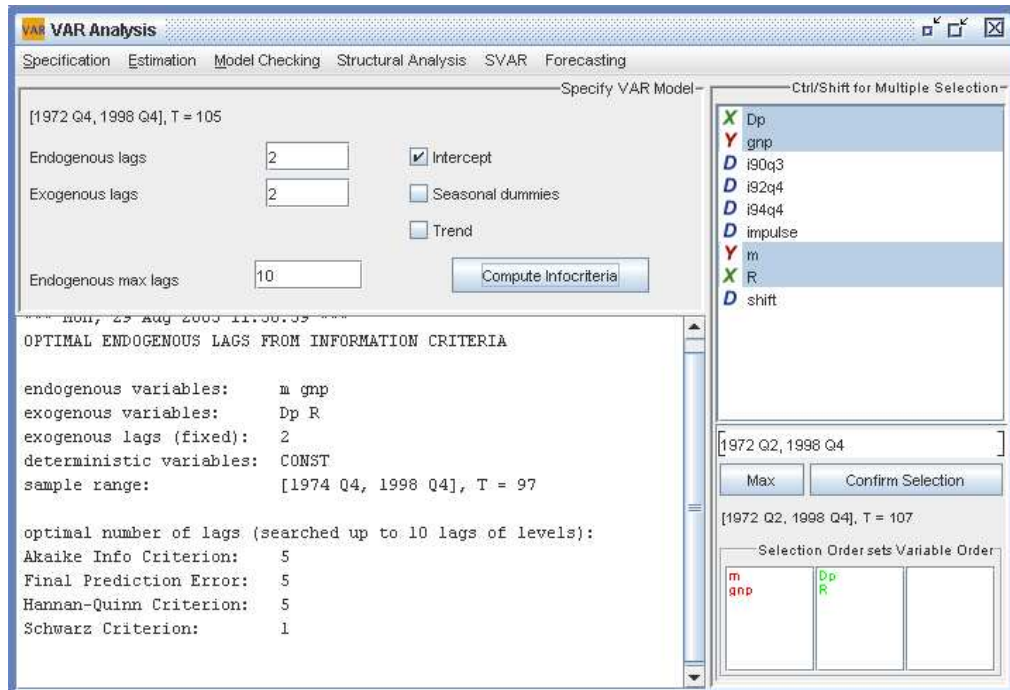 VAR VAR Analysis
Specification Estimation Model Checking Structural Analysis SVAR Forecasting
Specify VAR Model
[1972 Q4, 1998 Q4], T = 105
Endogenous lags 2 Intercept
Exogenous lags 2 Seasonal dummies
Trend
Endogenous max lags 10 Compute Infocriteria
*** Mon, 29 Aug 2005 ***
OPTIMAL ENDOGENOUS LAGS FROM INFORMATION CRITERIA
endogenous variables: m gnp
exogenous variables: Dp R
exogenous lags (fixed): 2
deterministic variables: CONST
sample range: [1974 Q4, 1998 Q4], T = 97
optimal number of lags (searched up to 10 lags of levels):
Akaike Info Criterion: 5
Final Prediction Error: 5
Hannan-Quinn Criterion: 5
Schwarz Criterion: 1
Ctrl/Shift for Multiple Selection
X Dp
Y gnp
D i90q3
D i92q4
D i94q4
D impulse
Y m
X R
D shift
[1972 Q2, 1998 Q4]
Max Confirm Selection
[1972 Q2, 1998 Q4], T = 107
Selection Order sets Variable Order
m Dp
gnp R